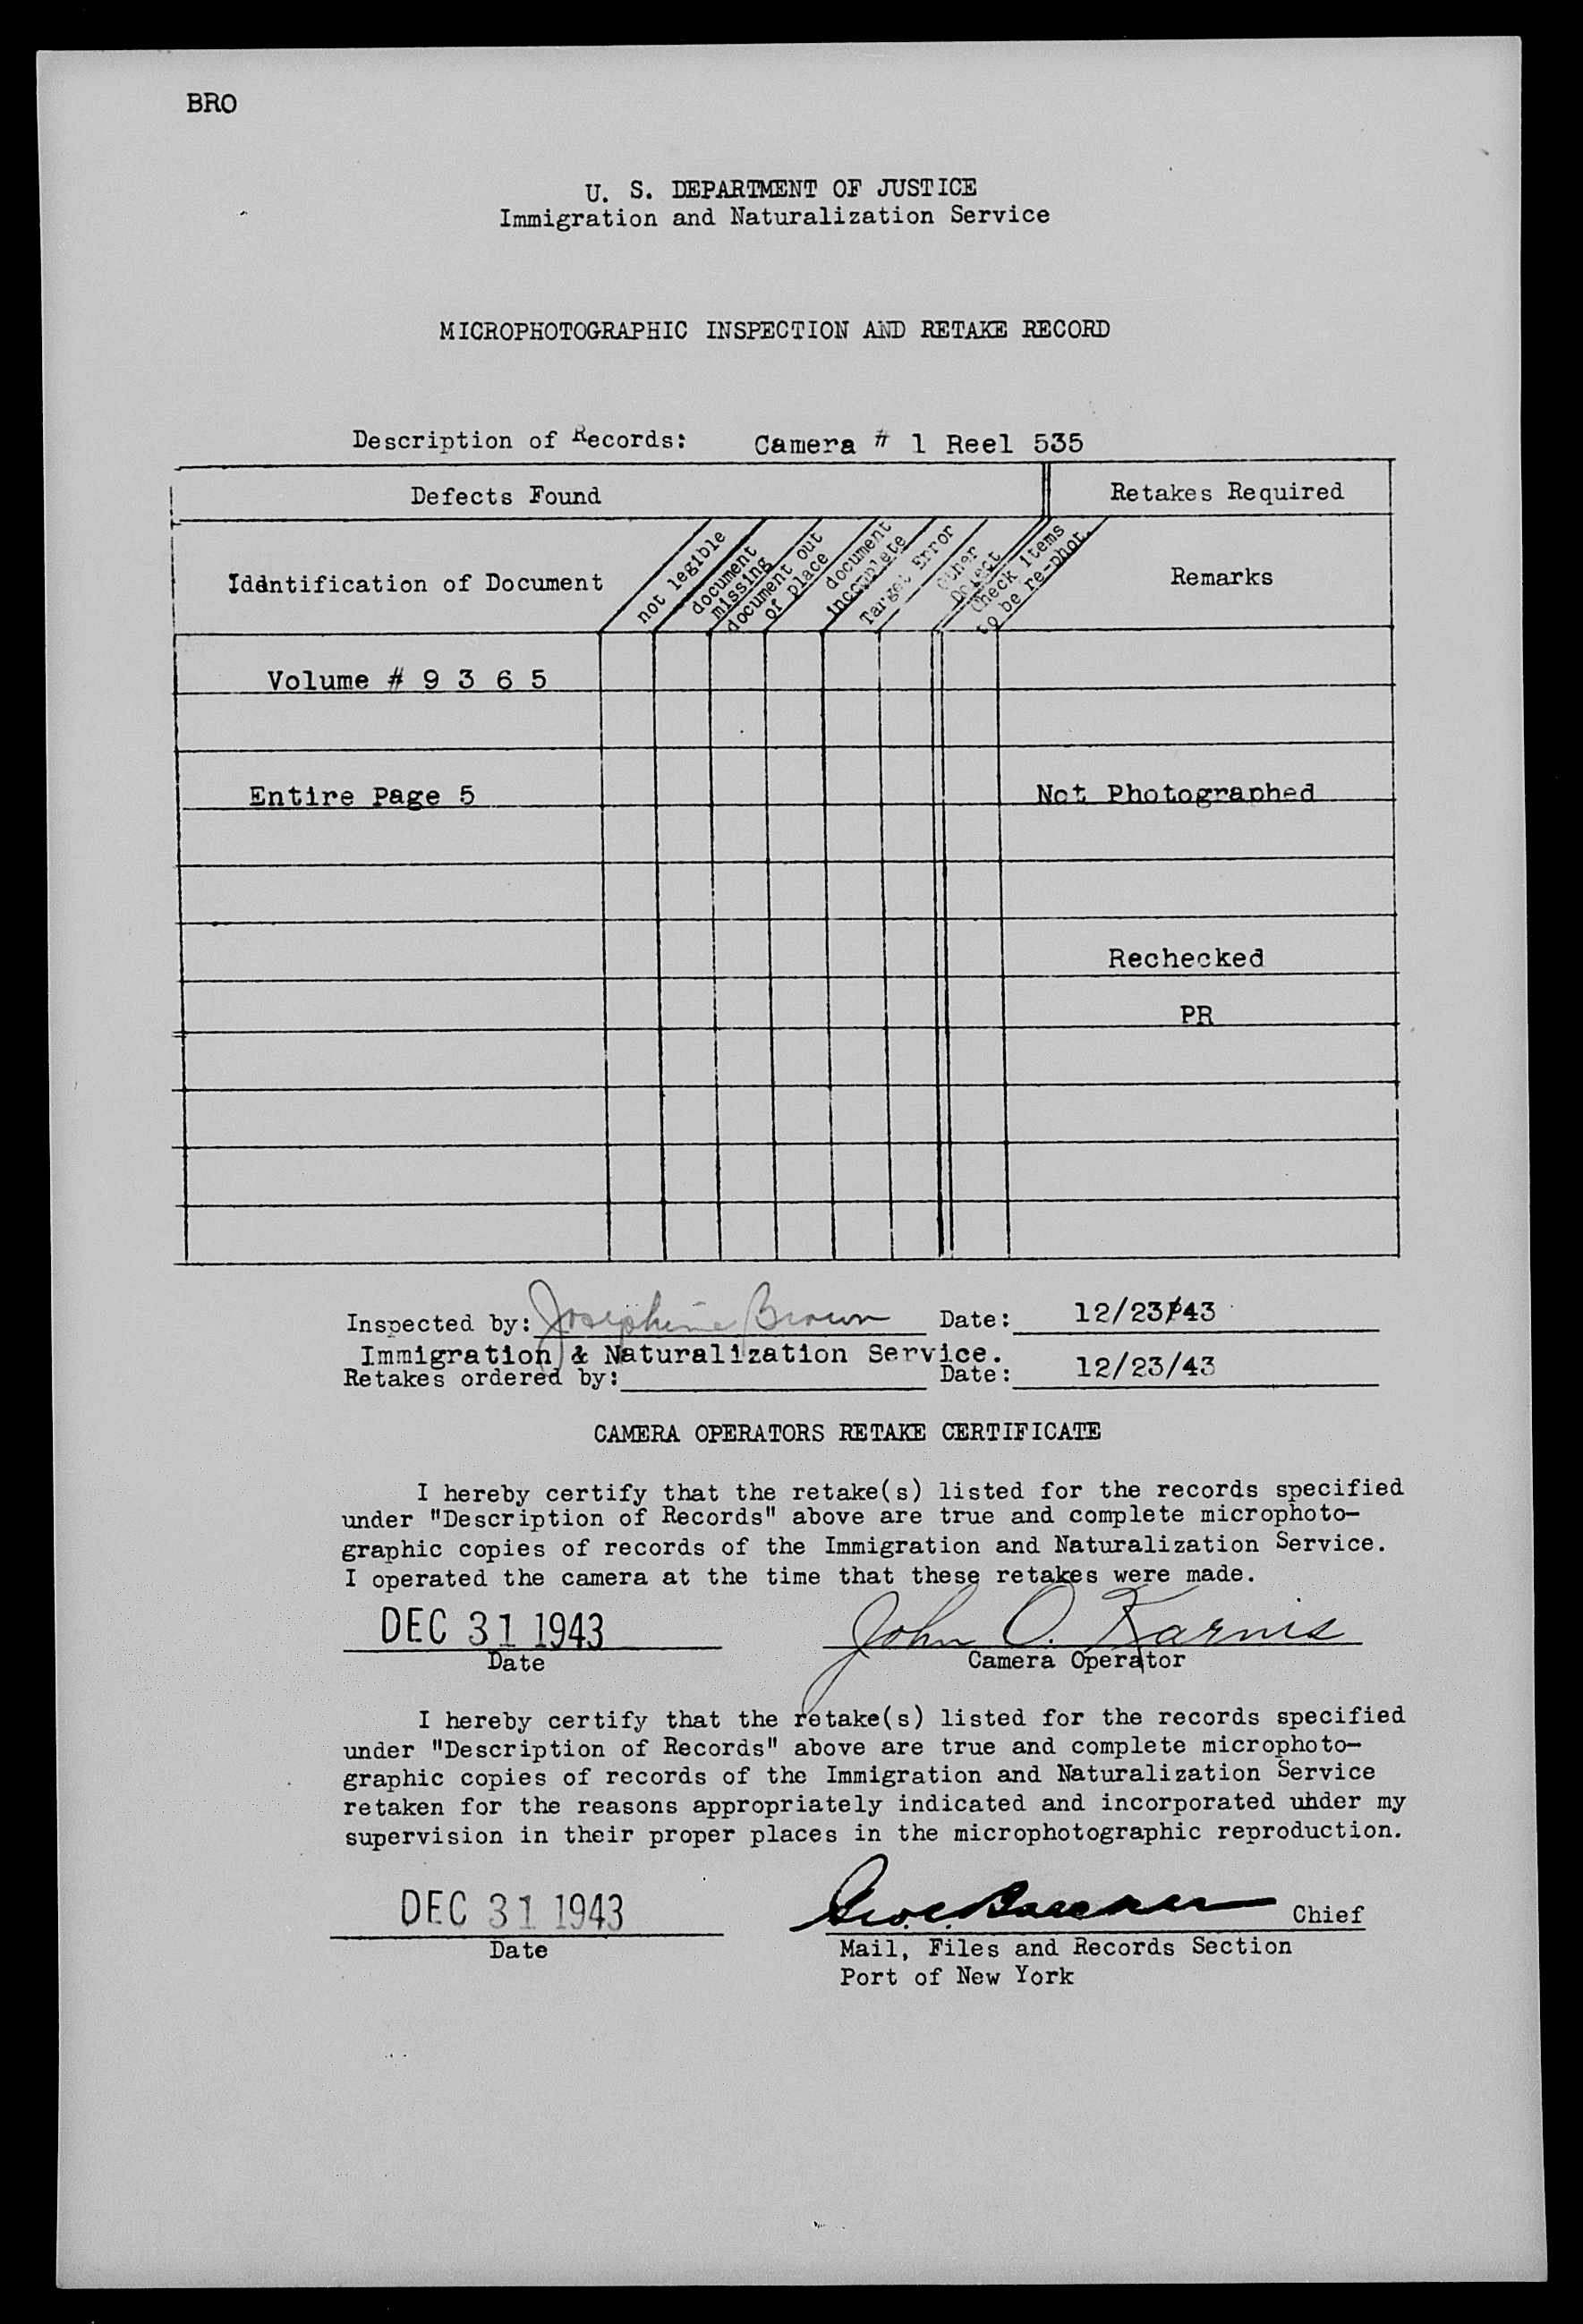 BRO
U. S. DEPARTMENT OF JUSTICE
Immigration and Naturalization Service
MICROPHOTOGRAPHIC INSPECTION AND RETAKE RECORD
Description of Records: Camera # 1 Reel 535
Defects Found
Retakes Required
Iddntification of Document
not legible
document missing
document out of place
document incomplete
Target Error
Other Defect
Check items to be re-phot.
Remarks
Volume # 9 3 6 5
Entire Page 5 Not Photographed
Rechecked
PR
Inspected by: Josephine Brown Date: 12/23/43
Immigration & Naturalization Service.
Retakes ordered by: Date: 12/23/43
CAMERA OPERATORS RETAKE CERTIFICATE
I hereby certify that the retake(s) listed for the records specified
under "Description of Records" above are true and complete microphoto-
graphic copies of records of the Immigration and Naturalization Service.
I operated the camera at the time that these retakes were made.
DEC 31 1943 John O. Karnis
Date Camera Operator
I hereby certify that the retake(s) listed for the records specified
under "Description of Records" above are true and complete microphoto-
graphic copies of records of the Immigration and Naturalization Service
retaken for the reasons appropriately indicated and incorporated uhder my
supervision in their proper places in the microphotographic reproduction.
DEC 31 1943 Chief
Date Mail, Files and Records Section
Port of New York